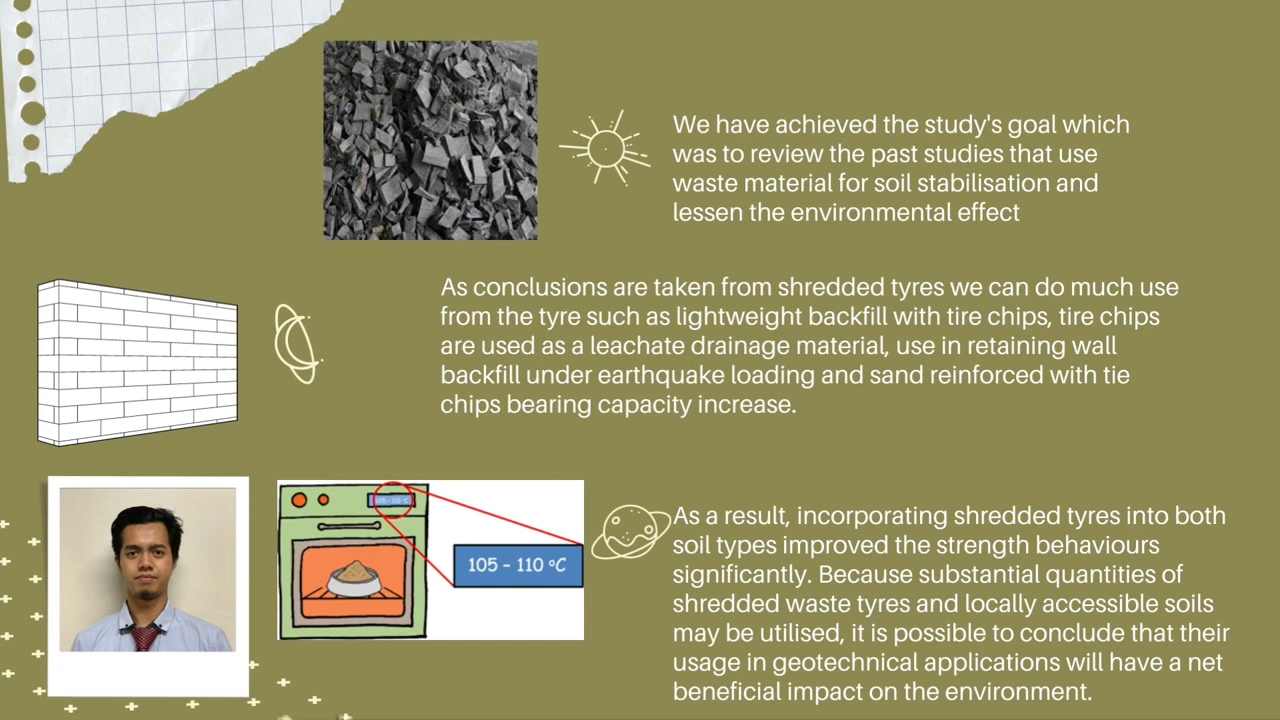 We have achieved the study's goal which
was to review the past studies that use
waste material for soil stabilisation and
lessen the environmental effect
As conclusions are taken from shredded tyres we can do much use
from the tyre such as lightweight backfill with tire chips, tire chips
are used as a leachate drainage material, use in retaining wall
backfill under earthquake loading and sand reinforced with tie
chips bearing capacity increase.
105 - 110 °C
105 – 110 °C
As a result, incorporating shredded tyres into both
soil types improved the strength behaviours
significantly. Because substantial quantities of
shredded waste tyres and locally accessible soils
may be utilised, it is possible to conclude that their
usage in geotechnical applications will have a net
beneficial impact on the environment.